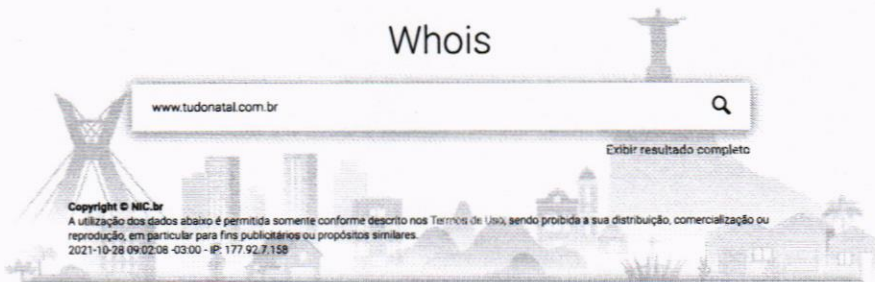 Whois
www.tudonatal.com.br
Exibir resultado completo
Copyright © NIC.br
A utilização dos dados abaixo é permitida somente conforme descrito nos Termos de Uso, sendo proibida a sua distribuição, comercialização ou
reprodução, em particular para fins publicitários ou propósitos similares.
2021-10-28 09:02:08 -03:00 - IP: 177.92.7.158